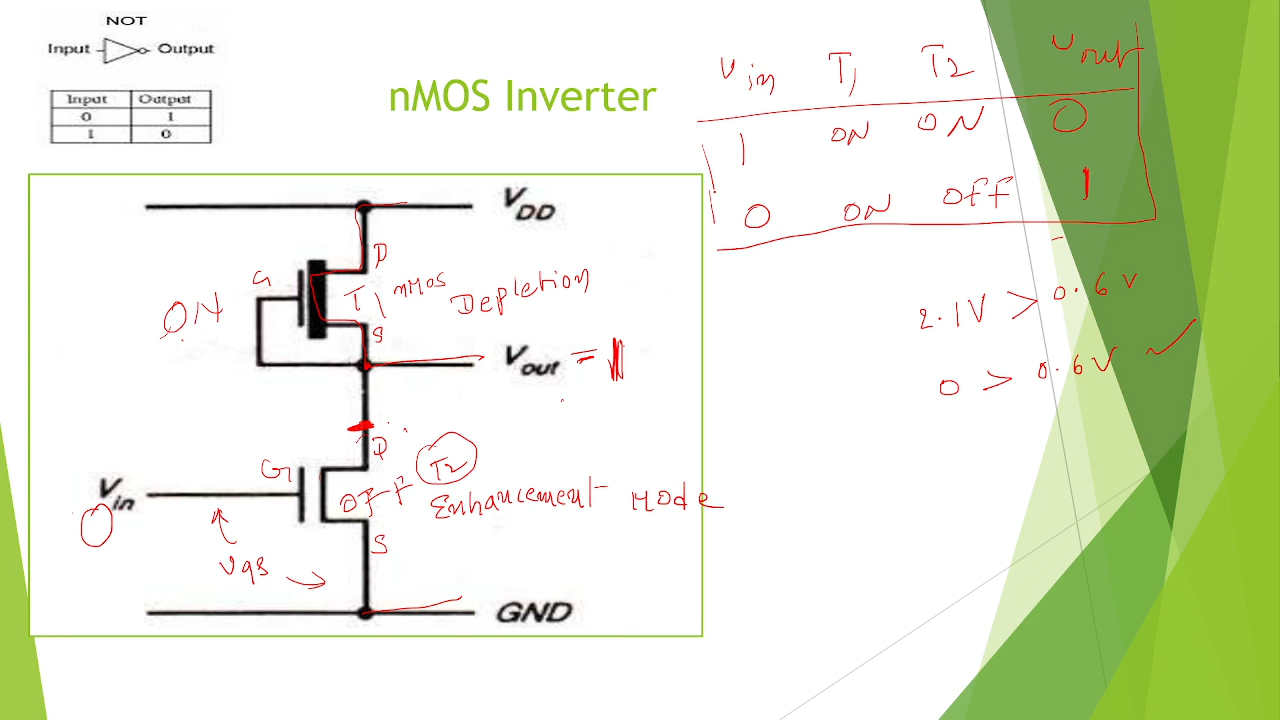 NOT
Input Output
Input Output
0 1
1 0
nMOS Inverter
Vin T1 T2 Vout
1 ON ON 0
0 ON OFF 1
2.1V > 0.6V
0 > 0.6V
VDD
D
G
T1 nMOS Depletion
ON
S
Vout = 1
D
G
T2
Vin
OFF
Enhancement Mode
0
S
Vgs
GND